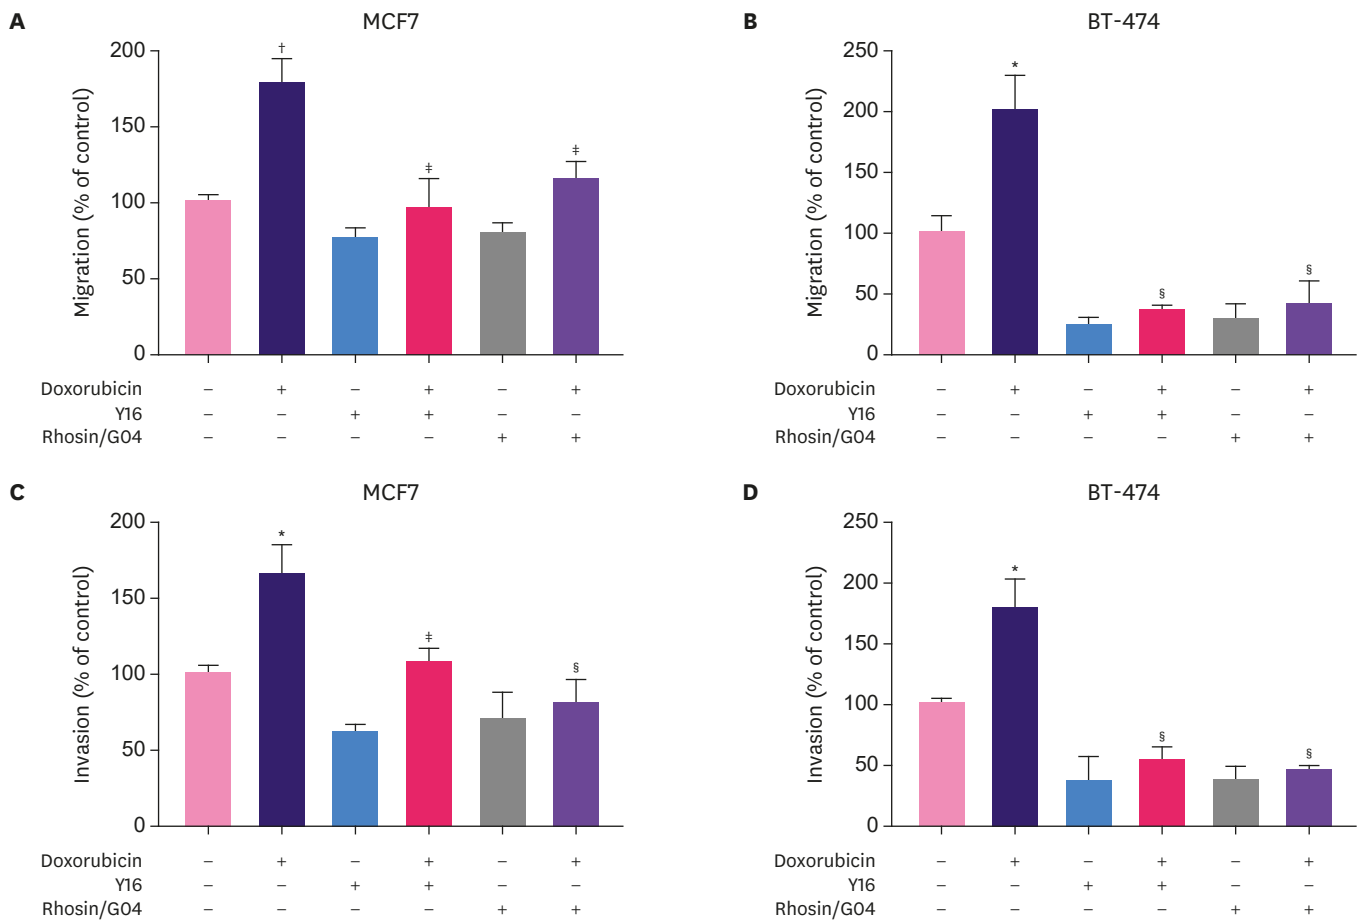 A
MCF7
Migration (% of control)
200
150
100
50
0
†
‡
‡
Doxorubicin − + − + − +
Y16 − − + + − −
Rhosin/G04 − − − − + +
B
BT-474
Migration (% of control)
250
200
150
100
50
0
*
§
§
Doxorubicin − + − + − +
Y16 − − + + − −
Rhosin/G04 − − − − + +
C
MCF7
Invasion (% of control)
200
150
100
50
0
*
‡
§
Doxorubicin − + − + − +
Y16 − − + + − −
Rhosin/G04 − − − − + +
D
BT-474
Invasion (% of control)
250
200
150
100
50
0
*
§
§
Doxorubicin − + − + − +
Y16 − − + + − −
Rhosin/G04 − − − − + +